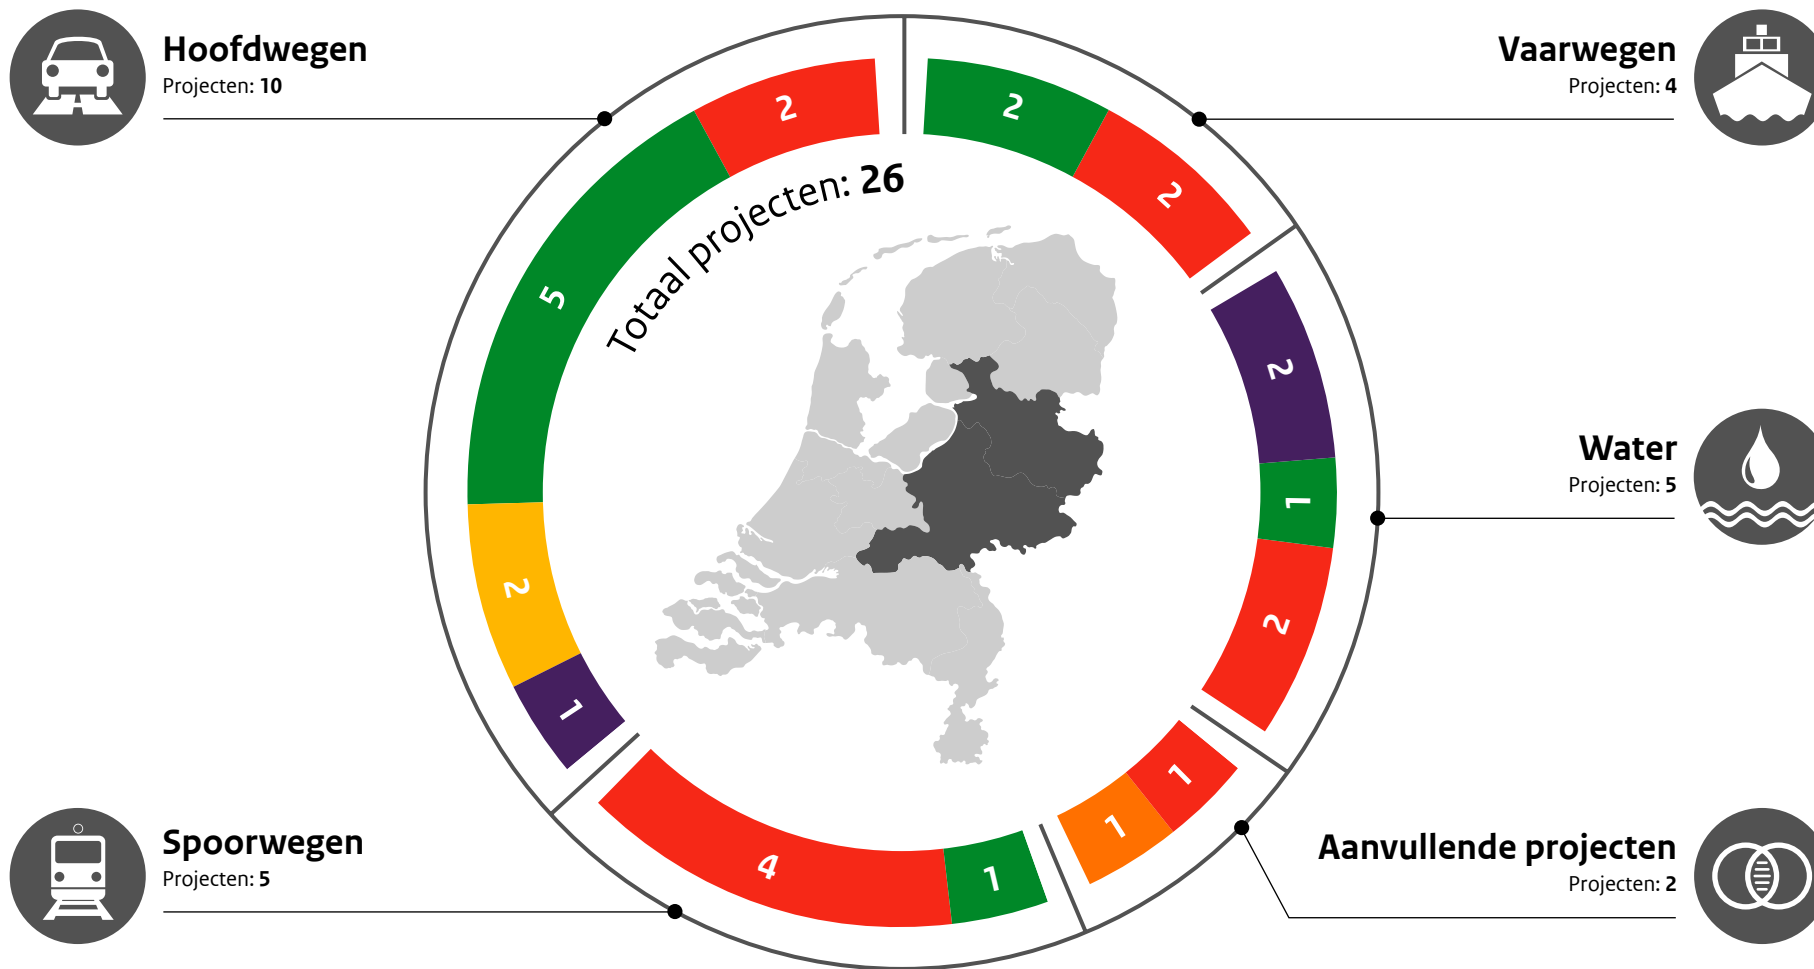 Hoofdwegen
Projecten: 10
Vaarwegen
Projecten: 4
Totaal projecten: 26
2
5
2
1
2
2
2
1
2
Water
Projecten: 5
1
1
Aanvullende projecten
Projecten: 2
4
1
Spoorwegen
Projecten: 5